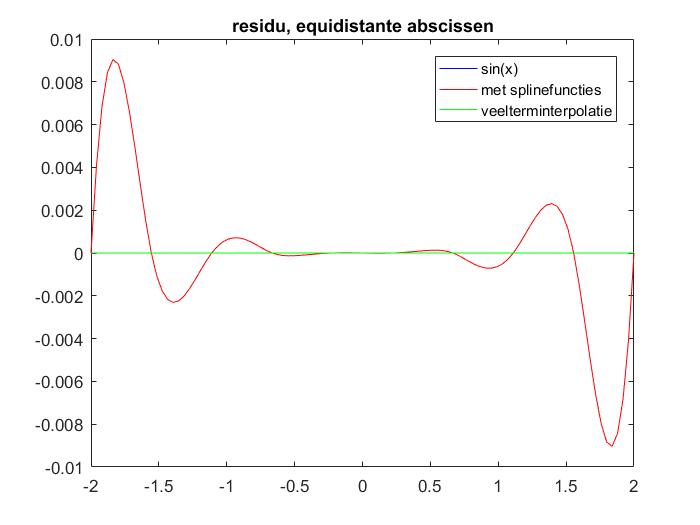 residu, equidistante abscissen
0.01
0.008
0.006
0.004
0.002
0
-0.002
-0.004
-0.006
-0.008
-0.01
sin(x)
met splinefuncties
veelterminterpolatie
-2 -1.5 -1 -0.5 0 0.5 1 1.5 2